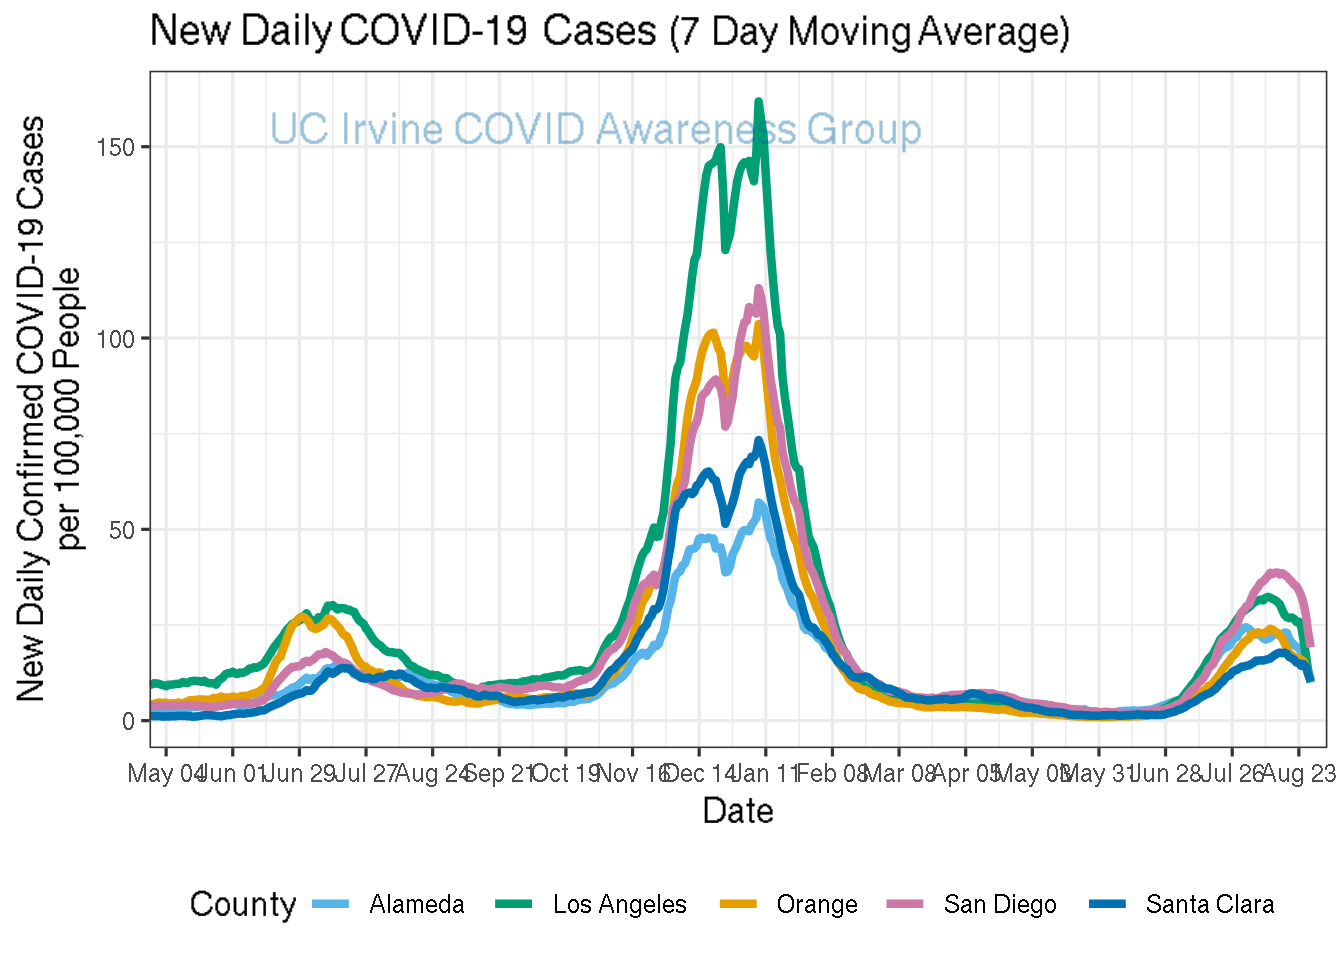 New Daily COVID-19 Cases (7 Day Moving Average)
UC Irvine COVID Awareness Group
New Daily Confirmed COVID-19 Cases
per 100,000 People
150
100
50
0
May 04 Jun 01 Jun 29 Jul 27 Aug 24 Sep 21 Oct 19 Nov 16 Dec 14 Jan 11 Feb 08 Mar 08 Apr 05 May 03 May 31 Jun 28 Jul 26 Aug 23
Date
County Alameda Los Angeles Orange San Diego Santa Clara